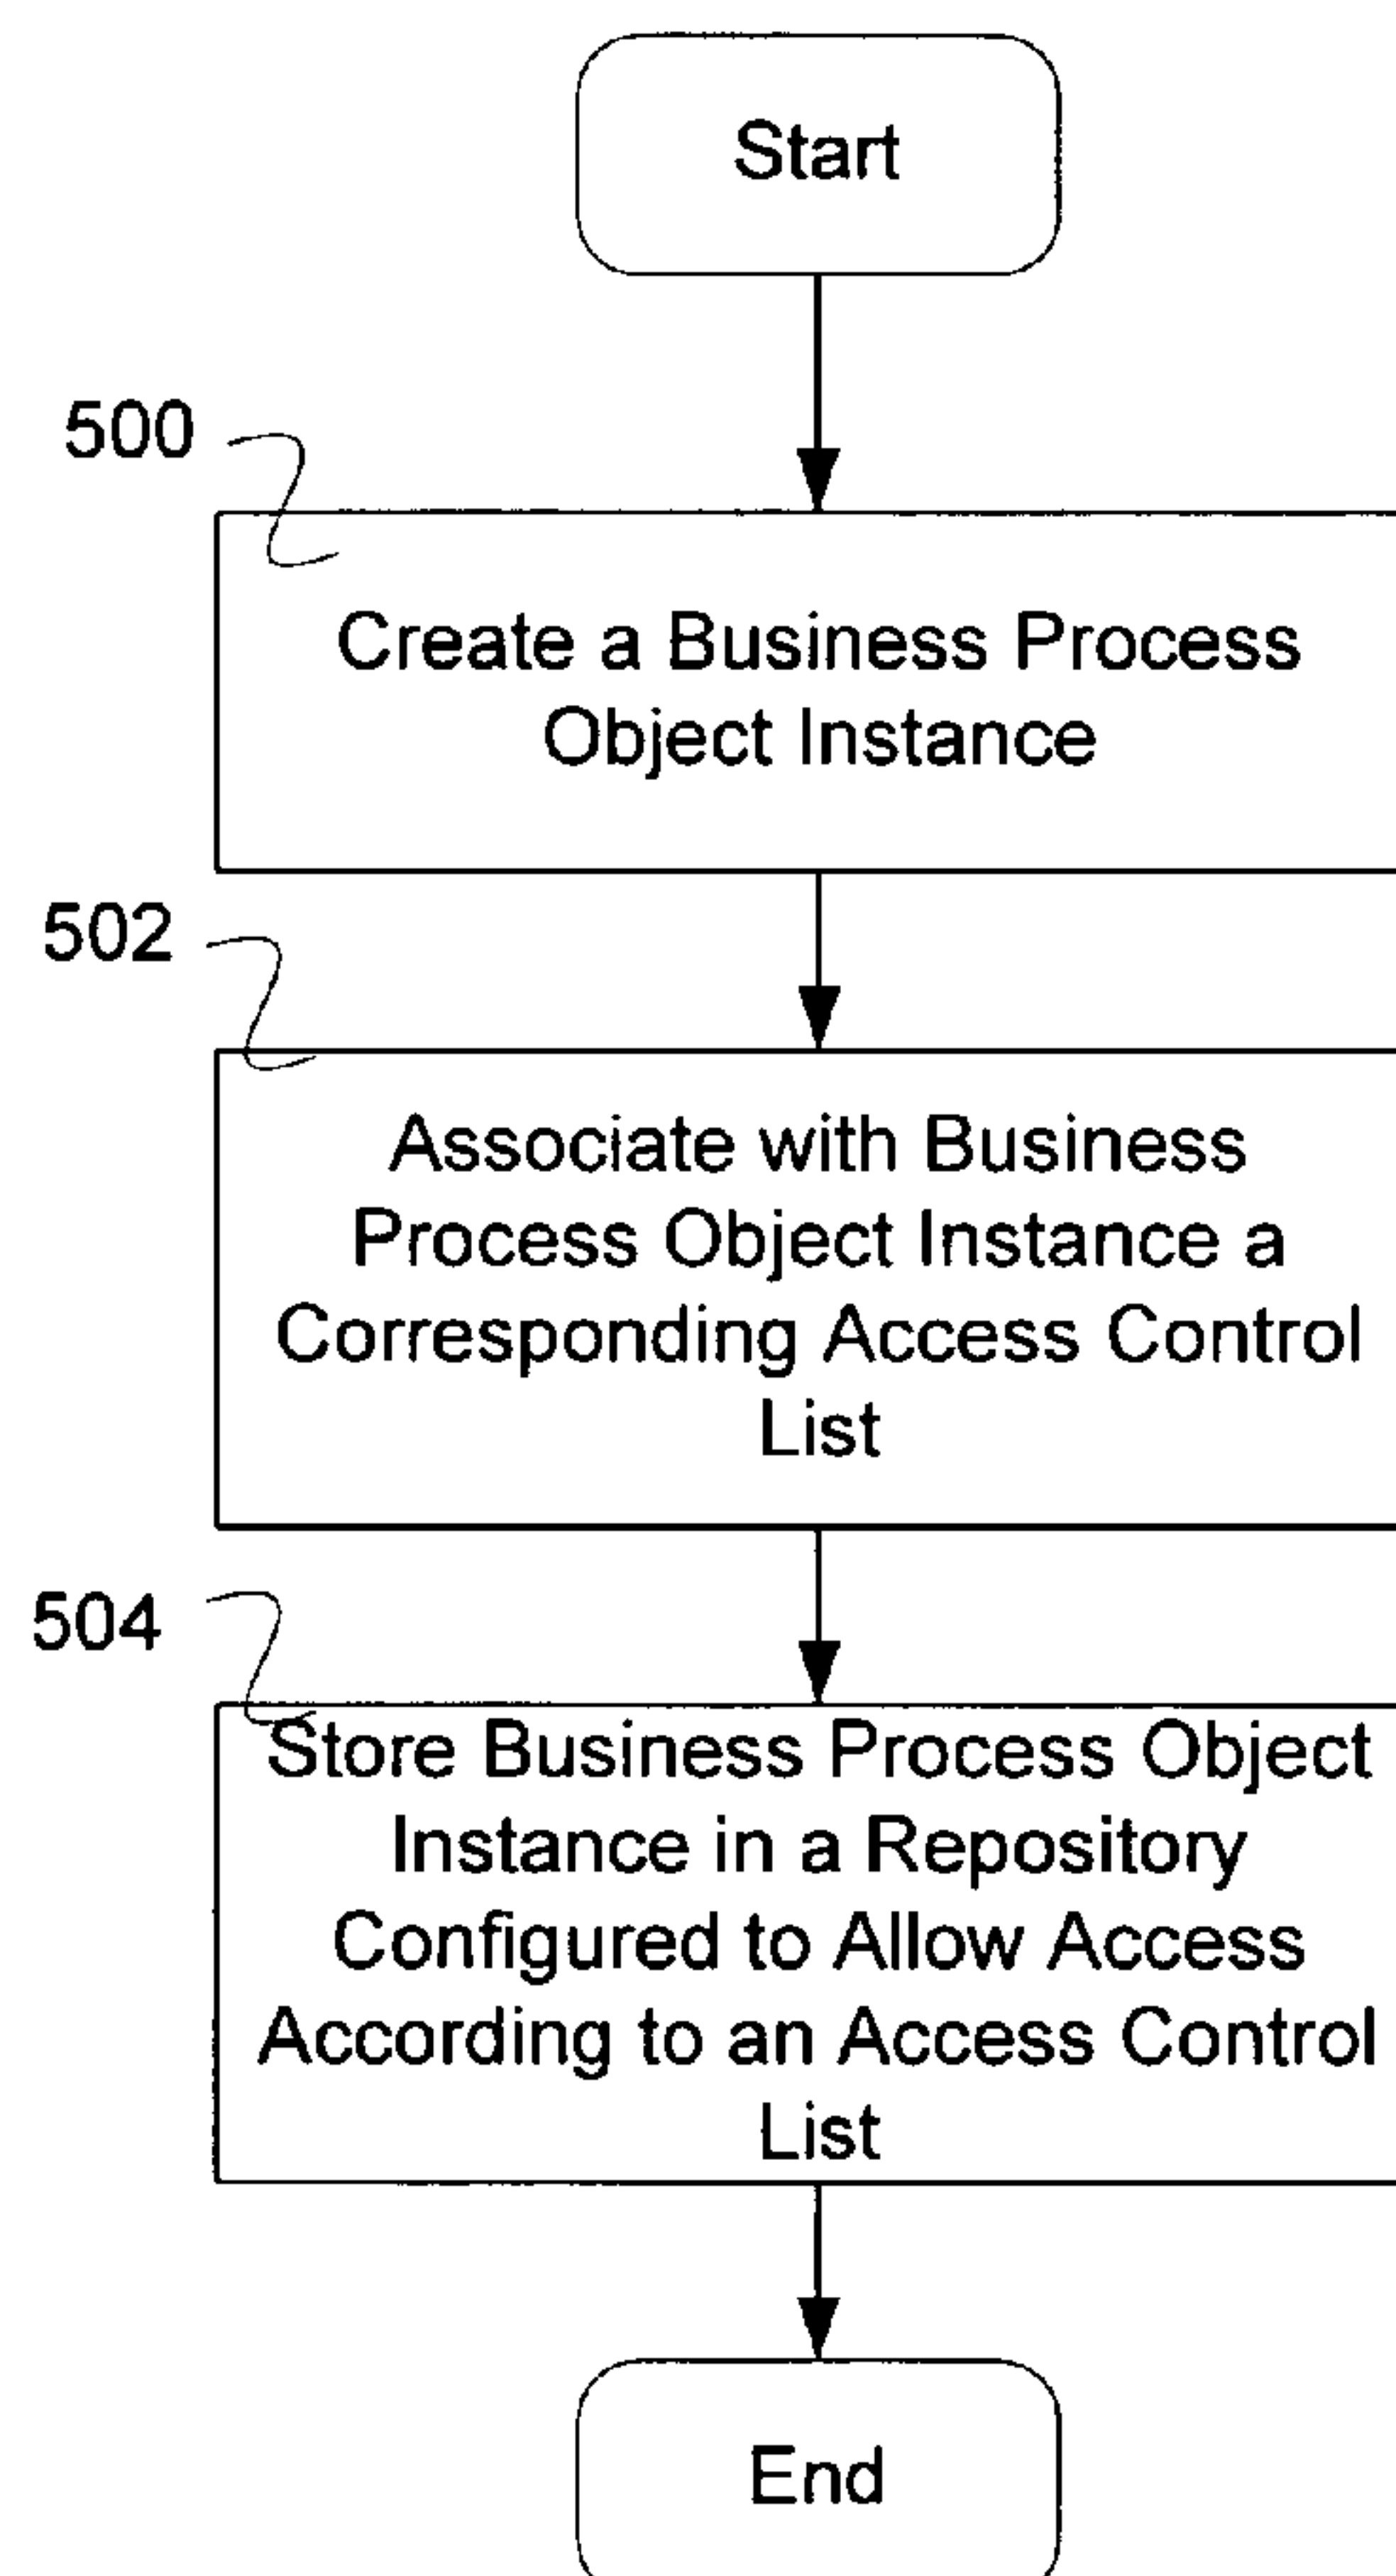 Start
500
Create a Business Process
Object Instance
502
Associate with Business
Process Object Instance a
Corresponding Access Control
List
504
Store Business Process Object
Instance in a Repository
Configured to Allow Access
According to an Access Control
List
End